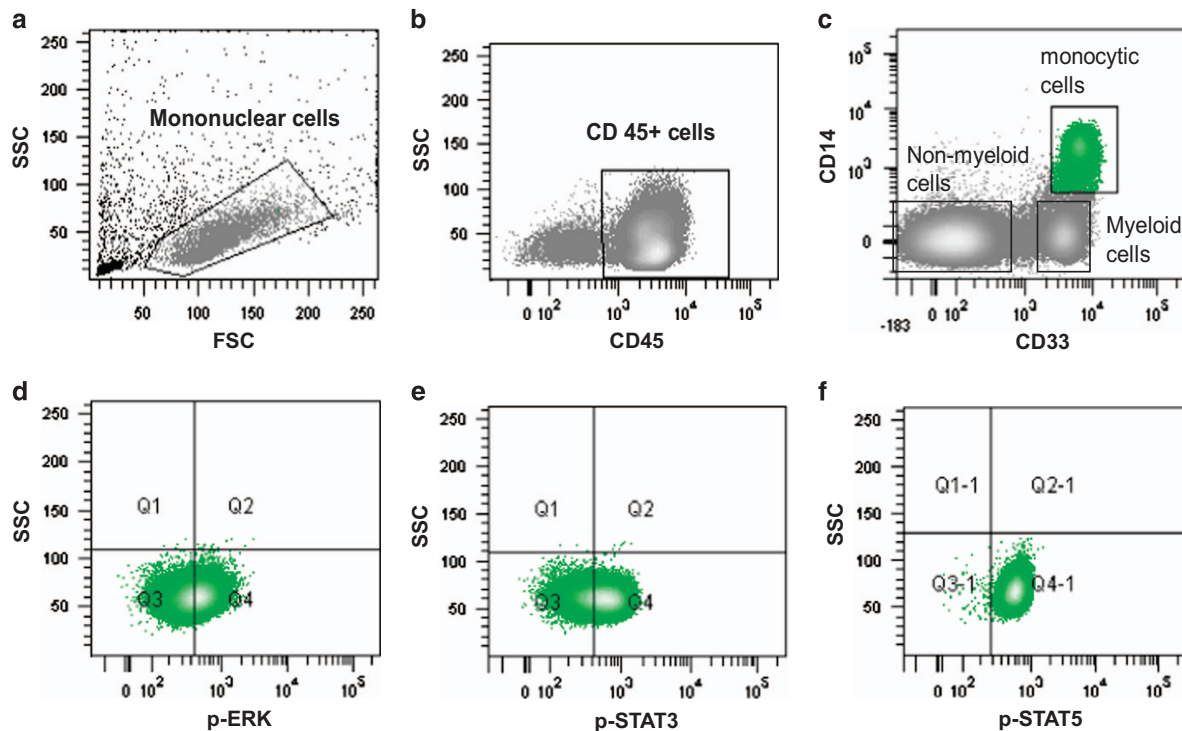 a
250
200
150
100
50
SSC
Mononuclear cells
50 100 150 200 250
FSC
b
250
200
150
100
50
SSC
CD 45+ cells
0 10² 10³ 10⁴ 10⁵
CD45
c
10⁵
10⁴
10³
0
CD14
monocytic
cells
Non-myeloid
cells
Myeloid
cells
-183
0 10² 10³ 10⁴ 10⁵
CD33
d
250
200
150
100
50
SSC
Q1 Q2
Q3 Q4
0 10² 10³ 10⁴ 10⁵
p-ERK
e
250
200
150
100
50
SSC
Q1 Q2
Q3 Q4
0 10² 10³ 10⁴ 10⁵
p-STAT3
f
250
200
150
100
50
SSC
Q1-1 Q2-1
Q3-1 Q4-1
0 10² 10³ 10⁴ 10⁵
p-STAT5